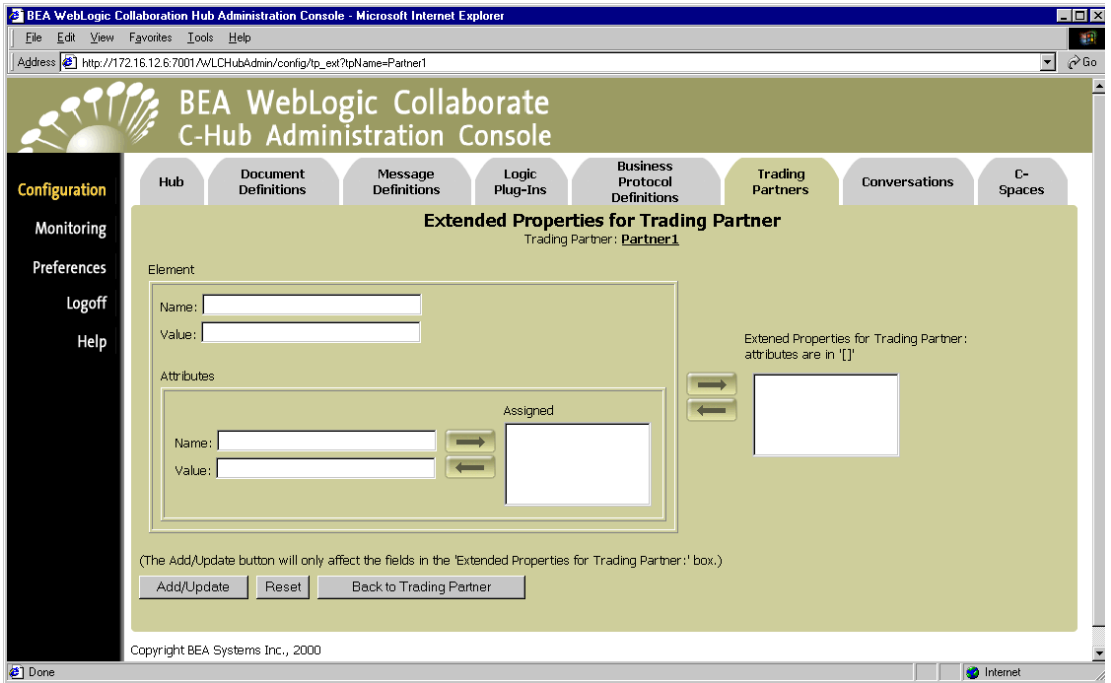 BEA WebLogic Collaboration Hub Administration Console - Microsoft Internet Explorer
File Edit View Favorites Tools Help
Address http://172.16.12.6:7001/WLCHubAdmin/config/tp_ext?tpName=Partner1 Go
BEA WebLogic Collaborate
C-Hub Administration Console
Configuration
Monitoring
Preferences
Logoff
Help
Hub
Document
Definitions
Message
Definitions
Logic
Plug-Ins
Business
Protocol
Definitions
Trading
Partners
Conversations
C-
Spaces
Extended Properties for Trading Partner
Trading Partner: Partner1
Element
Name:
Value:
Attributes
Name:
Value:
Assigned
Extened Properties for Trading Partner:
attributes are in '[]'
(The Add/Update button will only affect the fields in the 'Extended Properties for Trading Partner:' box.)
Add/Update Reset Back to Trading Partner
Copyright BEA Systems Inc., 2000
Done Internet